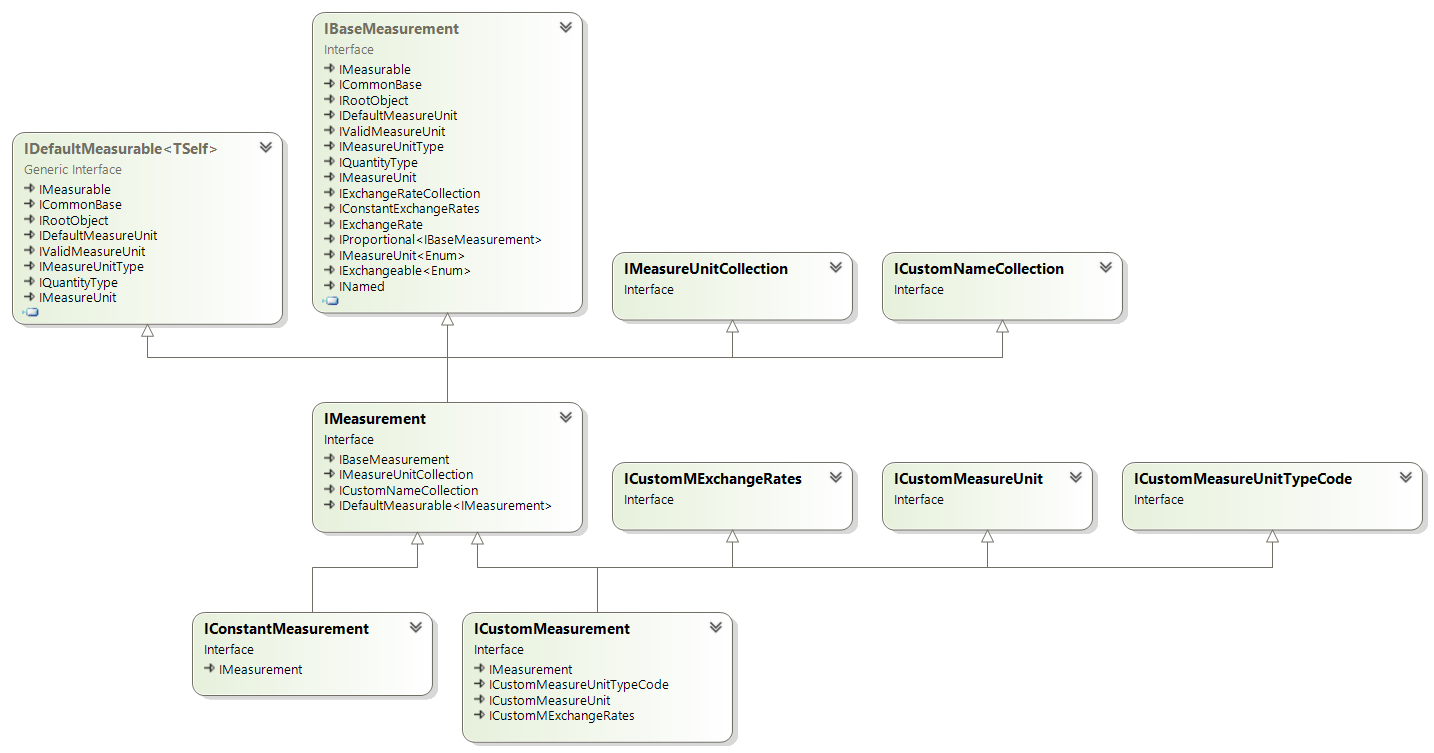 IBaseMeasurement
Interface
IMeasurable
ICommonBase
IRootObject
IDefaultMeasureUnit
IValidMeasureUnit
IMeasureUnitType
IQuantityType
IMeasureUnit
IExchangeRateCollection
IConstantExchangeRates
IExchangeRate
IProportional<IBaseMeasurement>
IMeasureUnit<Enum>
IExchangeable<Enum>
INamed
IDefaultMeasurable<TSelf>
Generic Interface
IMeasurable
ICommonBase
IRootObject
IDefaultMeasureUnit
IValidMeasureUnit
IMeasureUnitType
IQuantityType
IMeasureUnit
IMeasureUnitCollection
Interface
ICustomNameCollection
Interface
IMeasurement
Interface
IBaseMeasurement
IMeasureUnitCollection
ICustomNameCollection
IDefaultMeasurable<IMeasurement>
ICustomMExchangeRates
Interface
ICustomMeasureUnit
Interface
ICustomMeasureUnitTypeCode
Interface
IConstantMeasurement
Interface
IMeasurement
ICustomMeasurement
Interface
IMeasurement
ICustomMeasureUnitTypeCode
ICustomMeasureUnit
ICustomMExchangeRates